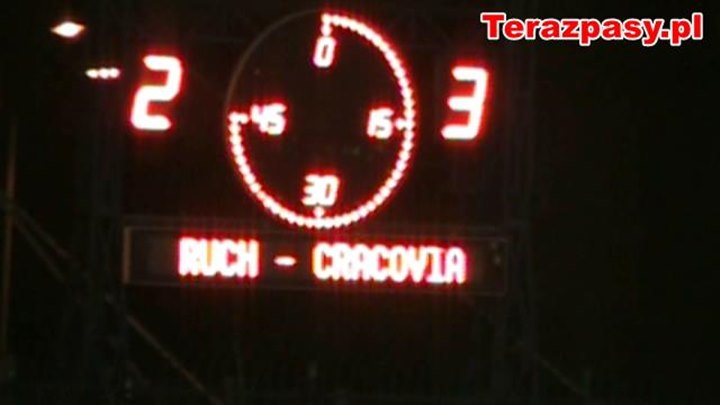 Terazpasy.pl
2 3
0
45 15
30
RUCH - CRACOVIA